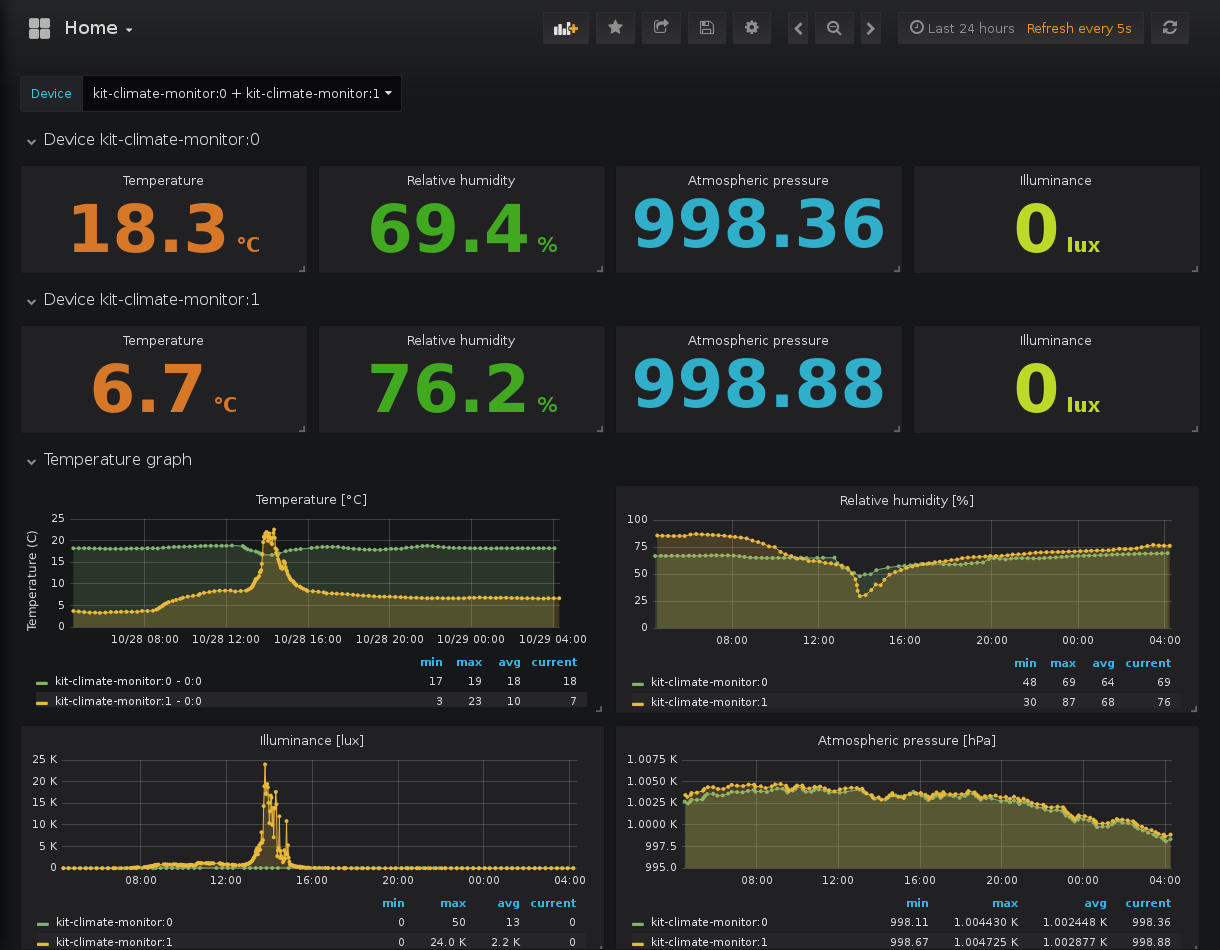 Home
Last 24 hours Refresh every 5s
Device kit-climate-monitor:0 + kit-climate-monitor:1
Device kit-climate-monitor:0
Temperature Relative humidity Atmospheric pressure Illuminance
18.3 °C 69.4 % 998.36 0 lux
Device kit-climate-monitor:1
Temperature Relative humidity Atmospheric pressure Illuminance
6.7 °C 76.2 % 998.88 0 lux
Temperature graph
Temperature [°C]
Temperature (C)
25
20
15
10
5
0
10/28 08:00 10/28 12:00 10/28 16:00 10/28 20:00 10/29 00:00 10/29 04:00
min max avg current
kit-climate-monitor:0 - 0:0 17 19 18 18
kit-climate-monitor:1 - 0:0 3 23 10 7
Relative humidity [%]
100
75
50
25
0
08:00 12:00 16:00 20:00 00:00 04:00
min max avg current
kit-climate-monitor:0 48 69 64 69
kit-climate-monitor:1 30 87 68 76
Illuminance [lux]
25 K
20 K
15 K
10 K
5 K
0
08:00 12:00 16:00 20:00 00:00 04:00
min max avg current
kit-climate-monitor:0 0 50 13 0
kit-climate-monitor:1 0 24.0 K 2.2 K 0
Atmospheric pressure [hPa]
1.0075 K
1.0050 K
1.0025 K
1.0000 K
997.5
995.0
08:00 12:00 16:00 20:00 00:00 04:00
min max avg current
kit-climate-monitor:0 998.11 1.004430 K 1.002448 K 998.36
kit-climate-monitor:1 998.67 1.004725 K 1.002877 K 998.88